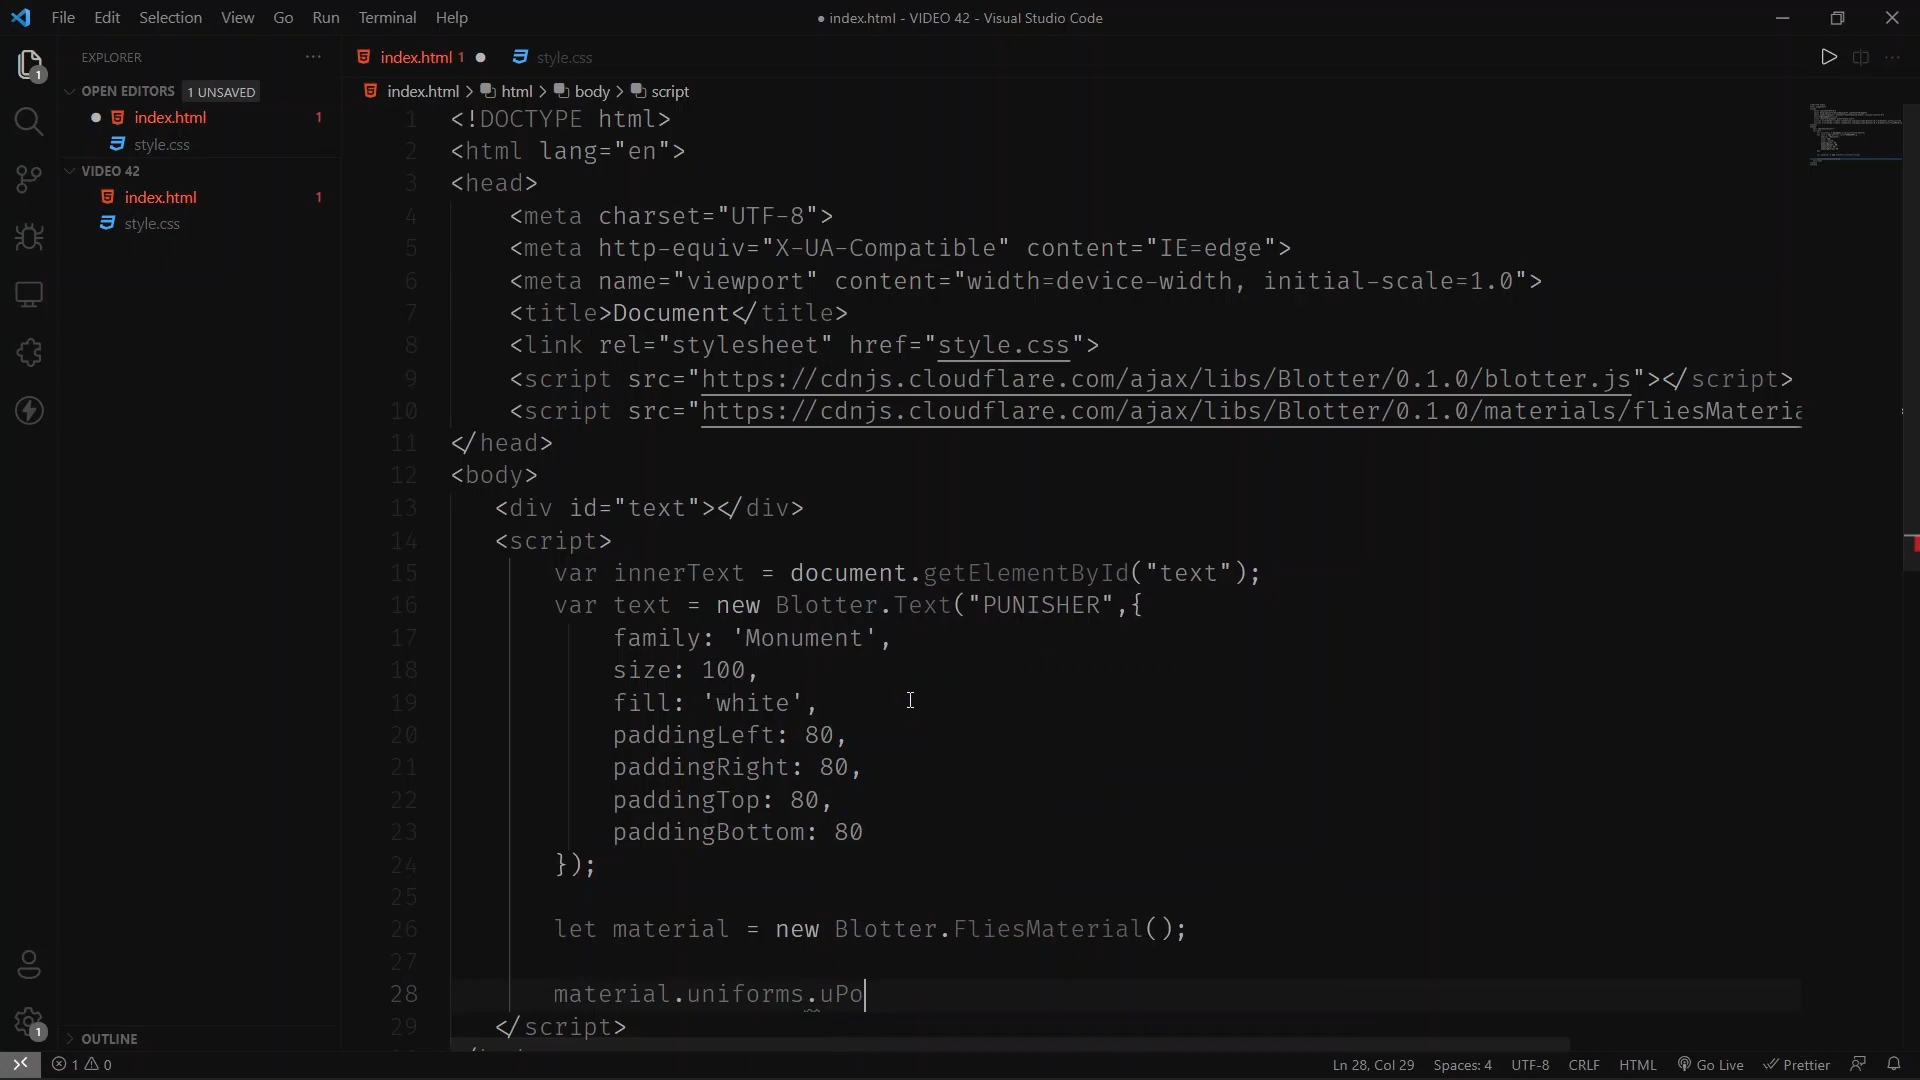 File Edit Selection View Go Run Terminal Help
● index.html - VIDEO 42 - Visual Studio Code
EXPLORER
OPEN EDITORS 1 UNSAVED
index.html 1
style.css
VIDEO 42
index.html 1
style.css
OUTLINE
1
1
index.html 1 style.css
index.html > html > body > script
1 <!DOCTYPE html>
2 <html lang="en">
3 <head>
4 <meta charset="UTF-8">
5 <meta http-equiv="X-UA-Compatible" content="IE=edge">
6 <meta name="viewport" content="width=device-width, initial-scale=1.0">
7 <title>Document</title>
8 <link rel="stylesheet" href="style.css">
9 <script src="https://cdnjs.cloudflare.com/ajax/libs/Blotter/0.1.0/blotter.js"></script>
10 <script src="https://cdnjs.cloudflare.com/ajax/libs/Blotter/0.1.0/materials/fliesMateria
11 </head>
12 <body>
13 <div id="text"></div>
14 <script>
15 var innerText = document.getElementById("text");
16 var text = new Blotter.Text("PUNISHER",{
17 family: 'Monument',
18 size: 100,
19 fill: 'white',
20 paddingLeft: 80,
21 paddingRight: 80,
22 paddingTop: 80,
23 paddingBottom: 80
24 });
25
26 let material = new Blotter.FliesMaterial();
27
28 material.uniforms.uPo
29 </script>
1 0 Ln 28, Col 29 Spaces: 4 UTF-8 CRLF HTML Go Live Prettier